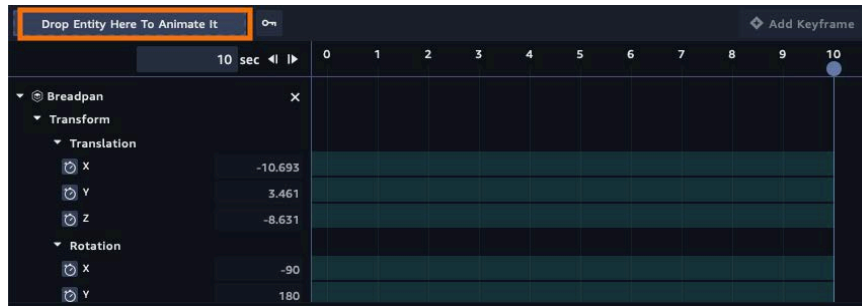 Drop Entity Here To Animate It
Add Keyframe
10 sec 0 1 2 3 4 5 6 7 8 9 10
Breadpan
Transform
Translation
X -10.693
Y 3.461
Z -8.631
Rotation
X -90
Y 180